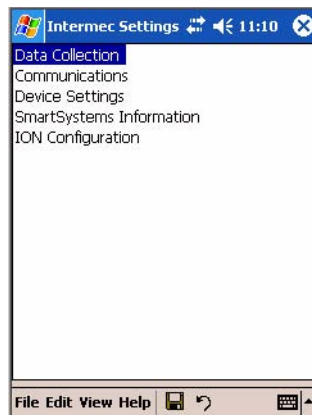 Intermec Settings 11:10
Data Collection
Communications
Device Settings
SmartSystems Information
ION Configuration
File Edit View Help